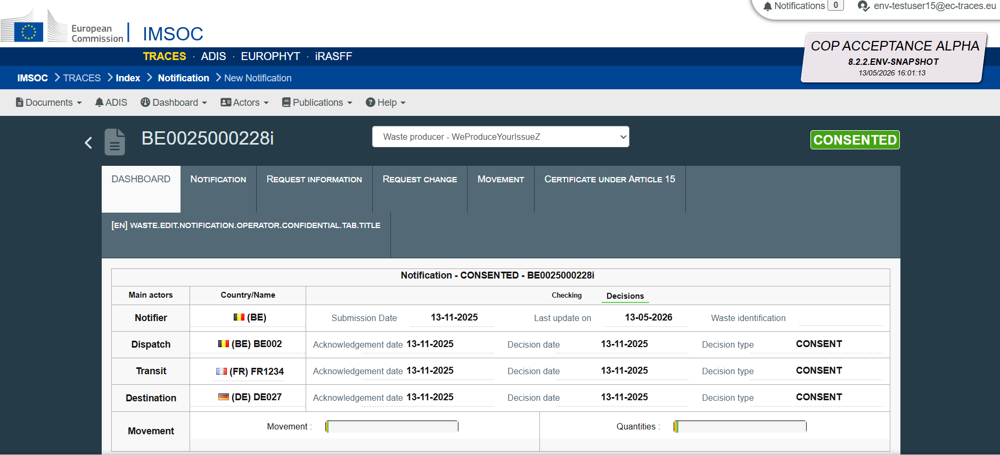 Notifications 0 env-testuser15@ec-traces.eu
European
Commission
IMSOC
COP ACCEPTANCE ALPHA
8.2.2.ENV-SNAPSHOT
13/05/2026 16:01:13
TRACES · ADIS · EUROPHYT · iRASFF
IMSOC TRACES Index Notification New Notification
Documents ADIS Dashboard Actors Publications Help
BE0025000228i
Waste producer - WeProduceYourIssueZ
CONSENTED
DASHBOARD NOTIFICATION REQUEST INFORMATION REQUEST CHANGE MOVEMENT CERTIFICATE UNDER ARTICLE 15
[EN] WASTE.EDIT.NOTIFICATION.OPERATOR.CONFIDENTIAL.TAB.TITLE
Notification - CONSENTED - BE0025000228i
Main actors Country/Name Checking Decisions
Notifier (BE) Submission Date 13-11-2025 Last update on 13-05-2026 Waste identification
Dispatch (BE) BE002 Acknowledgement date 13-11-2025 Decision date 13-11-2025 Decision type CONSENT
Transit (FR) FR1234 Acknowledgement date 13-11-2025 Decision date 13-11-2025 Decision type CONSENT
Destination (DE) DE027 Acknowledgement date 13-11-2025 Decision date 13-11-2025 Decision type CONSENT
Movement Movement : Quantities :